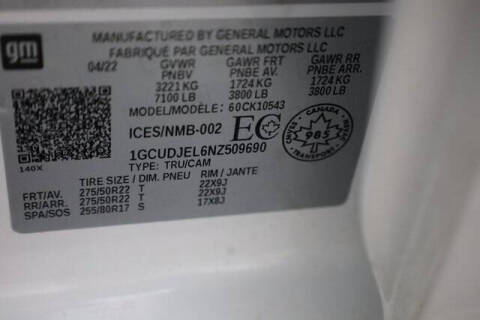 gm
MANUFACTURED BY GENERAL MOTORS LLC
FABRIQUÉ PAR GENERAL MOTORS LLC
04/22 GVWR GAWR FRT GAWR RR
PNBV PNBE AV. PNBE ARR.
3221 KG 1724 KG 1724 KG
7100 LB 3800 LB 3800 LB
MODEL/MODÈLE: 60CK10543
140X
ICES/NMB-002 EC
CANADA
985
CMVSS NSVAC
1GCUDJEL6NZ509690
TYPE: TRU/CAM
TIRE SIZE / DIM. PNEU RIM / JANTE
FRT/AV. 275/50R22 T 22X9J
RR/ARR. 275/50R22 T 22X9J
SPA/SOS 255/80R17 S 17X8J